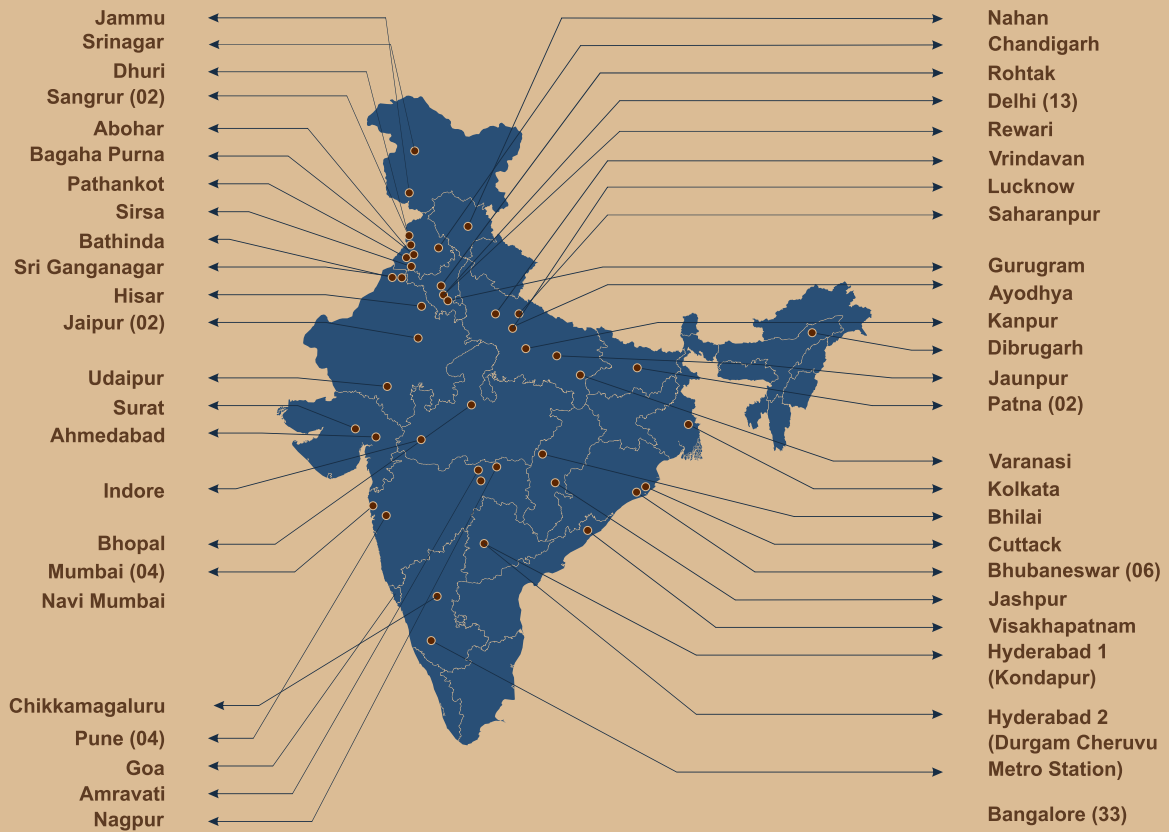 Jammu
Srinagar
Dhuri
Sangrur (02)
Abohar
Bagaha Purna
Pathankot
Sirsa
Bathinda
Sri Ganganagar
Hisar
Jaipur (02)
Udaipur
Surat
Ahmedabad
Indore
Bhopal
Mumbai (04)
Navi Mumbai
Chikkamagaluru
Pune (04)
Goa
Amravati
Nagpur
Nahan
Chandigarh
Rohtak
Delhi (13)
Rewari
Vrindavan
Lucknow
Saharanpur
Gurugram
Ayodhya
Kanpur
Dibrugarh
Jaunpur
Patna (02)
Varanasi
Kolkata
Bhilai
Cuttack
Bhubaneswar (06)
Jashpur
Visakhapatnam
Hyderabad 1
(Kondapur)
Hyderabad 2
(Durgam Cheruvu
Metro Station)
Bangalore (33)